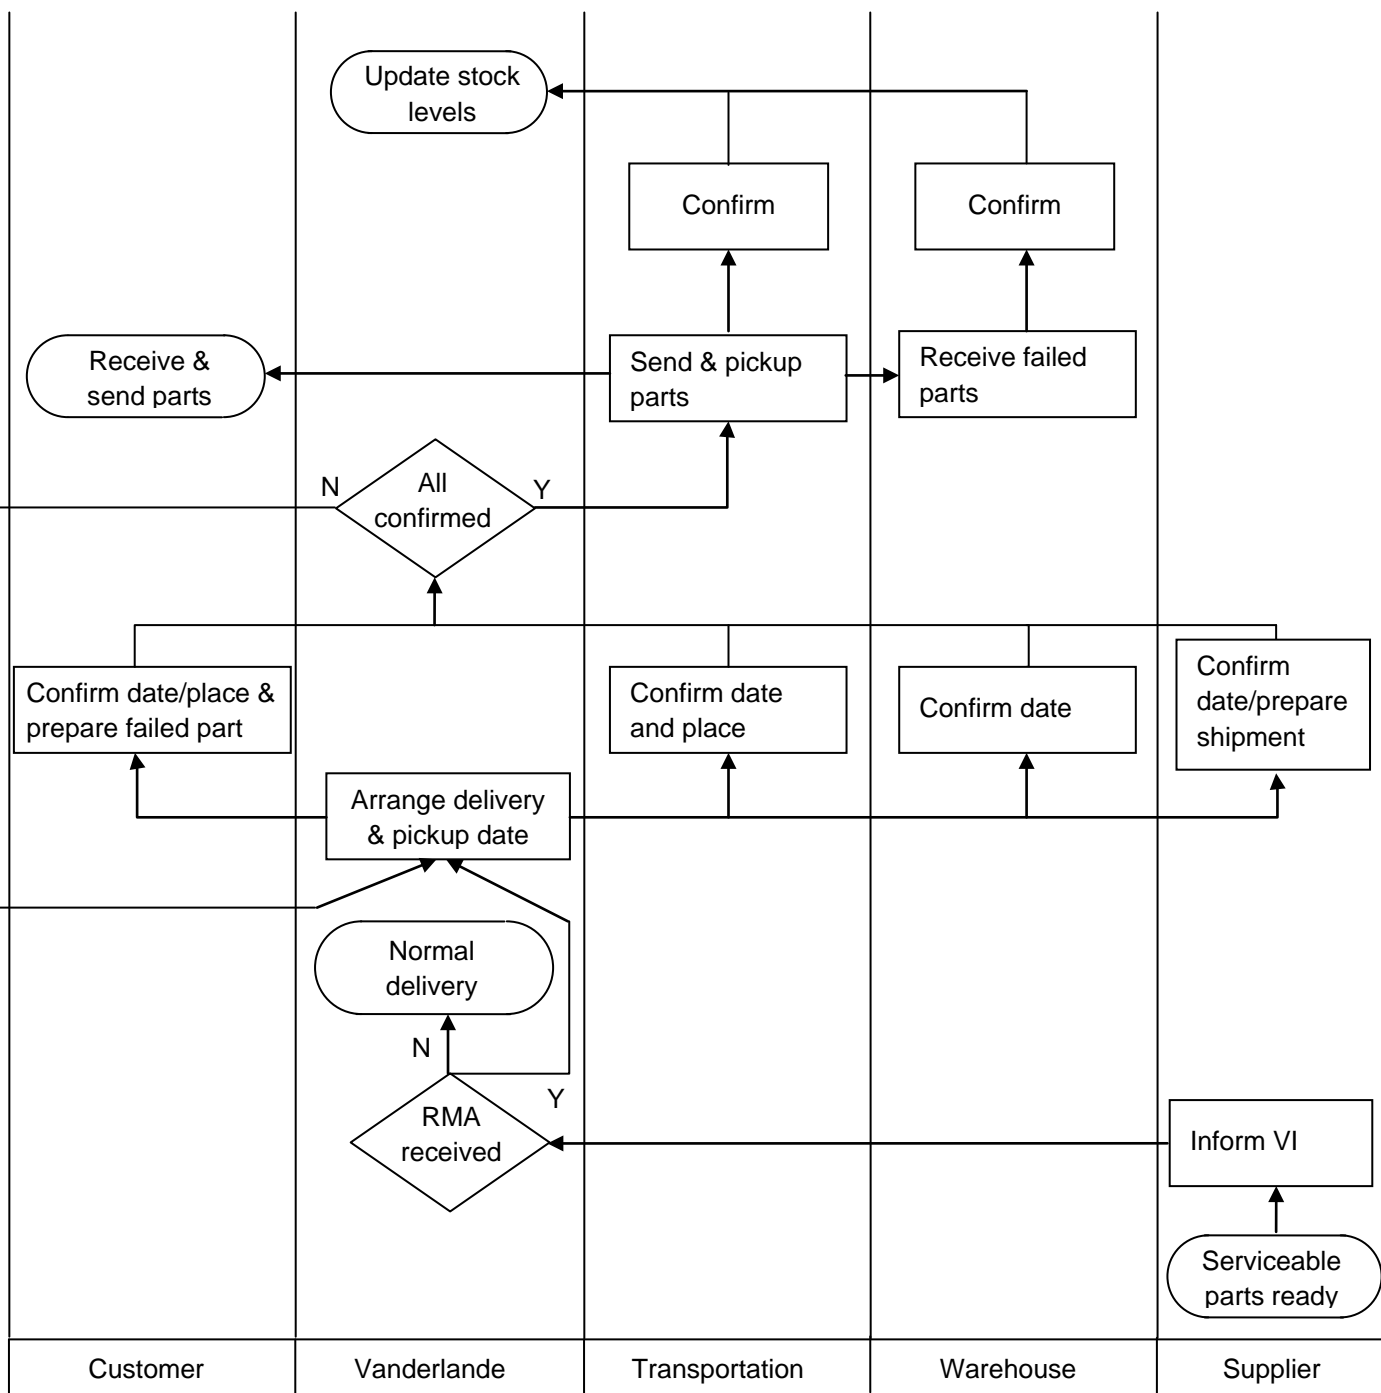 Update stock
levels
Confirm
Confirm
Receive &
send parts
Send & pickup
parts
Receive failed
parts
N
All
confirmed
Y
Confirm date/place &
prepare failed part
Confirm date
and place
Confirm date
Confirm
date/prepare
shipment
Arrange delivery
& pickup date
Normal
delivery
N
Y
RMA
received
Inform VI
Serviceable
parts ready
Customer
Vanderlande
Transportation
Warehouse
Supplier